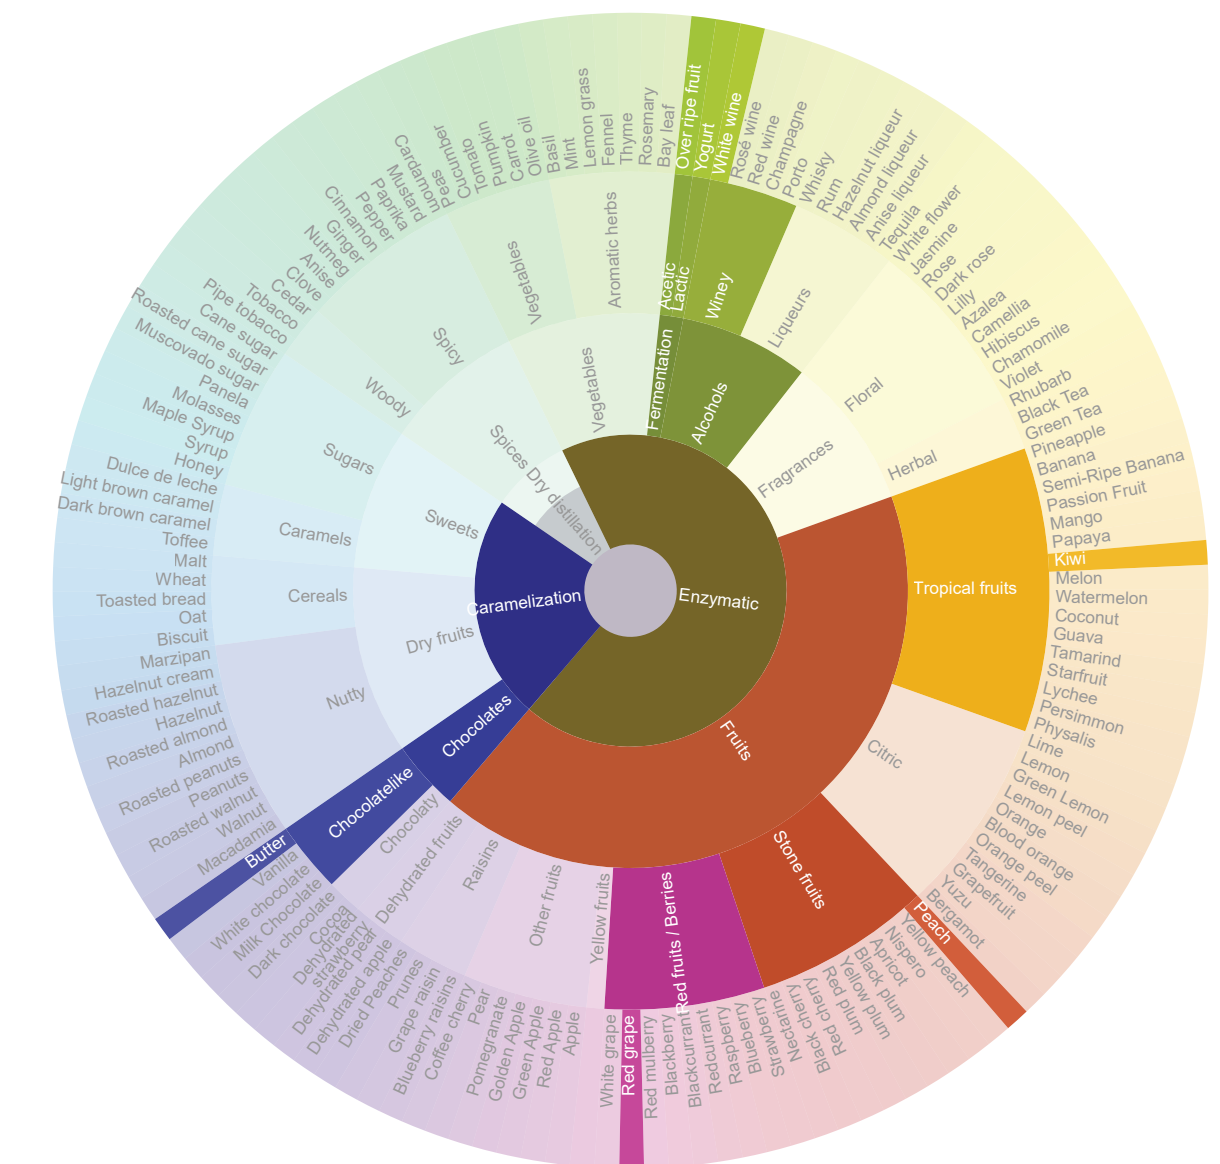 Enzymatic
Caramelization
Dry distillation
Fermentation
Alcohols
Fragrances
Fruits
Chocolates
Dry fruits
Sweets
Spices
Vegetables
Acetic
Lactic
Winey
Liqueurs
Floral
Herbal
Tropical fruits
Citric
Stone fruits
Red fruits / Berries
Yellow fruits
Other fruits
Raisins
Dehydrated fruits
Chocolaty
Chocolatelike
Nutty
Cereals
Caramels
Sugars
Woody
Spicy
Vegetables
Aromatic herbs
Over ripe fruit
Yogurt
White wine
Rosé wine
Red wine
Champagne
Porto
Whisky
Rum
Hazelnut liqueur
Almond liqueur
Anise liqueur
Tequila
White flower
Jasmine
Rose
Dark rose
Lilly
Azalea
Camellia
Hibiscus
Chamomile
Violet
Rhubarb
Black Tea
Green Tea
Pineapple
Banana
Semi-Ripe Banana
Passion Fruit
Mango
Papaya
Kiwi
Melon
Watermelon
Coconut
Guava
Tamarind
Starfruit
Lychee
Persimmon
Physalis
Lime
Lemon
Green Lemon
Lemon peel
Orange
Blood orange
Orange peel
Tangerine
Grapefruit
Yuzu
Bergamot
Peach
Yellow peach
Nispero
Apricot
Black plum
Yellow plum
Red plum
Red cherry
Black cherry
Nectarine
Strawberry
Blueberry
Raspberry
Redcurrant
Blackcurrant
Blackberry
Red mulberry
Red grape
White grape
Apple
Red Apple
Green Apple
Golden Apple
Pomegranate
Pear
Coffee cherry
Blueberry raisins
Grape raisin
Prunes
Dried Peaches
Dehydrated apple
Dehydrated pear
Dehydrated
strawberry
Cocoa
Dark chocolate
Milk Chocolate
White chocolate
Vanilla
Butter
Macadamia
Walnut
Roasted walnut
Peanuts
Roasted peanuts
Almond
Roasted almond
Hazelnut
Roasted hazelnut
Hazelnut cream
Marzipan
Biscuit
Oat
Toasted bread
Wheat
Malt
Toffee
Dark brown caramel
Light brown caramel
Dulce de leche
Honey
Syrup
Maple Syrup
Molasses
Panela
Muscovado sugar
Roasted cane sugar
Cane sugar
Pipe tobacco
Tobacco
Cedar
Clove
Anise
Nutmeg
Ginger
Cinnamon
Pepper
Paprika
Mustard
Cardamom
Peas
Cucumber
Tomato
Pumpkin
Carrot
Olive oil
Basil
Mint
Lemon grass
Fennel
Thyme
Rosemary
Bay leaf